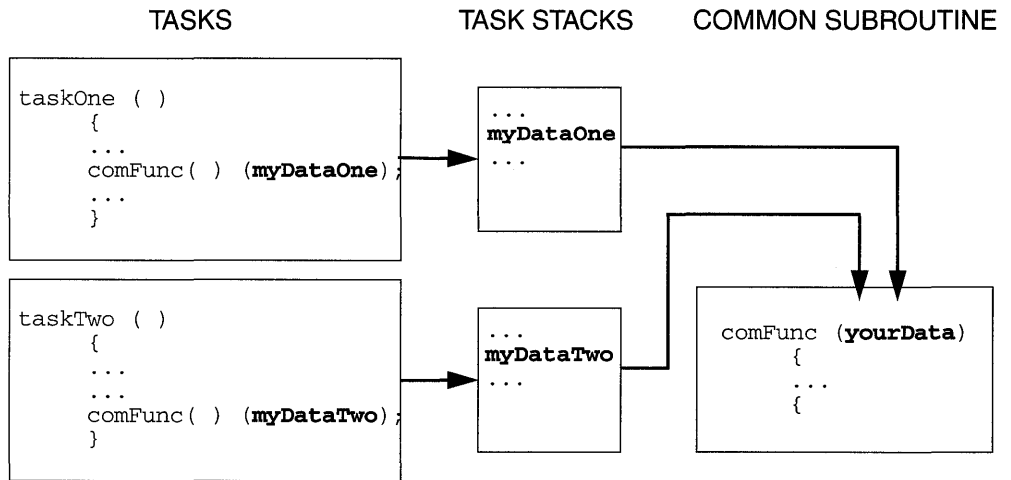 TASKS
TASK STACKS
COMMON SUBROUTINE
taskOne ( )
{
...
comFunc( ) (myDataOne);
...
}
...
myDataOne
...
taskTwo ( )
{
...
...
comFunc( ) (myDataTwo);
}
...
myDataTwo
...
comFunc (yourData)
{
...
{